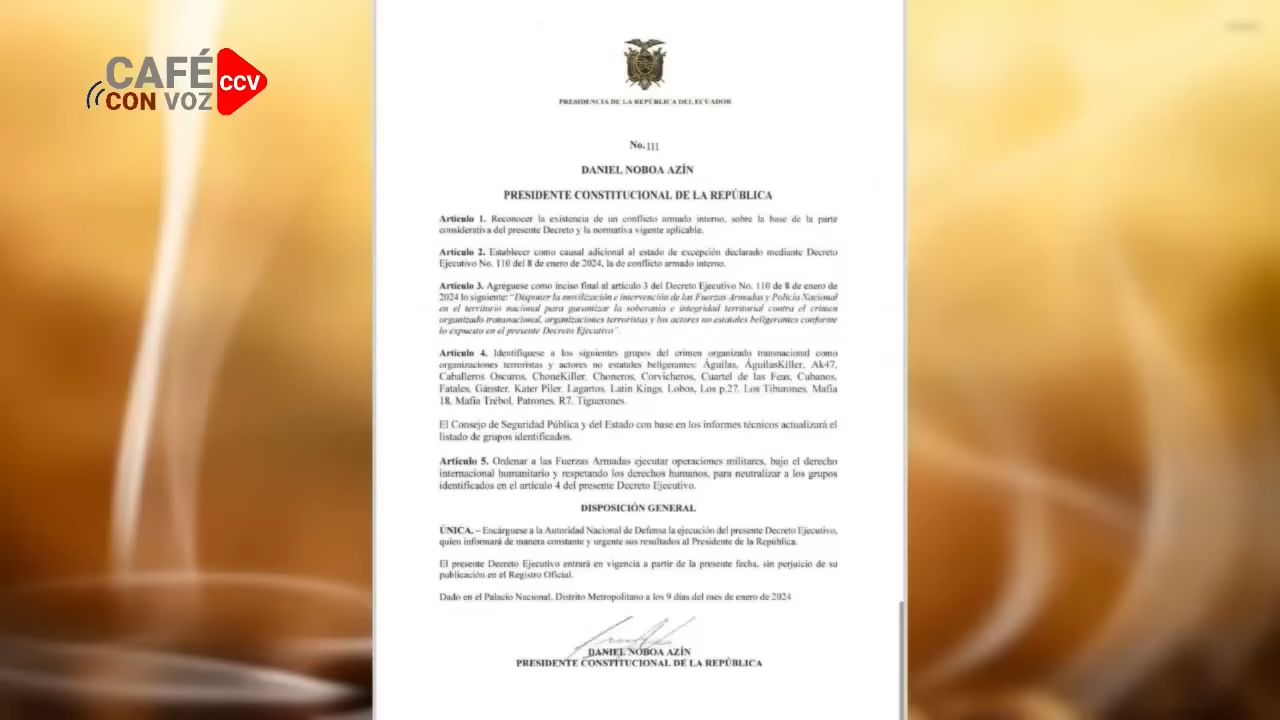 CAFÉ
CON VOZ
CCV
PRESIDENCIA DE LA REPÚBLICA DEL ECUADOR
No. 111
DANIEL NOBOA AZÍN
PRESIDENTE CONSTITUCIONAL DE LA REPÚBLICA
Artículo 1. Reconocer la existencia de un conflicto armado interno, sobre la base de la parte
considerativa del presente Decreto y la normativa vigente aplicable.
Artículo 2. Establecer como causal adicional al estado de excepción declarado mediante Decreto
Ejecutivo No. 110 del 8 de enero de 2024, la de conflicto armado interno.
Artículo 3. Agréguese como inciso final al artículo 3 del Decreto Ejecutivo No. 110 de 8 de enero de
2024 lo siguiente: "Disponer la movilización e intervención de las Fuerzas Armadas y Policía Nacional
en el territorio nacional para garantizar la soberanía e integridad territorial contra el crimen
organizado transnacional, organizaciones terroristas y los actores no estatales beligerantes conforme
lo expuesto en el presente Decreto Ejecutivo".
Artículo 4. Identifíquese a los siguientes grupos del crimen organizado transnacional como
organizaciones terroristas y actores no estatales beligerantes: Águilas, ÁguilasKiller, Ak47,
Caballeros Oscuros, ChoneKiller, Choneros, Corvicheros, Cuartel de las Feas, Cubanos,
Fatales, Gánster, Kater Piler, Lagartos, Latin Kings, Lobos, Los p.27, Los Tiburones, Mafia
18, Mafia Trébol, Patrones, R7, Tiguerones.
El Consejo de Seguridad Pública y del Estado con base en los informes técnicos actualizará el
listado de grupos identificados.
Artículo 5. Ordenar a las Fuerzas Armadas ejecutar operaciones militares, bajo el derecho
internacional humanitario y respetando los derechos humanos, para neutralizar a los grupos
identificados en el artículo 4 del presente Decreto Ejecutivo.
DISPOSICIÓN GENERAL
ÚNICA. – Encárguese a la Autoridad Nacional de Defensa la ejecución del presente Decreto Ejecutivo,
quien informará de manera constante y urgente sus resultados al Presidente de la República.
El presente Decreto Ejecutivo entrará en vigencia a partir de la presente fecha, sin perjuicio de su
publicación en el Registro Oficial.
Dado en el Palacio Nacional, Distrito Metropolitano a los 9 días del mes de enero de 2024
DANIEL NOBOA AZÍN
PRESIDENTE CONSTITUCIONAL DE LA REPÚBLICA